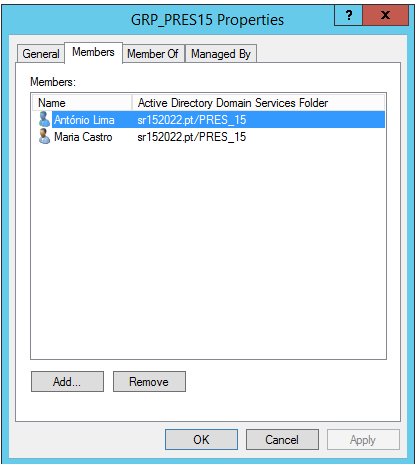 GRP_PRES15 Properties
? x
General Members Member Of Managed By
Members:
Name Active Directory Domain Services Folder
António Lima sr152022.pt/PRES_15
Maria Castro sr152022.pt/PRES_15
Add... Remove
OK Cancel Apply